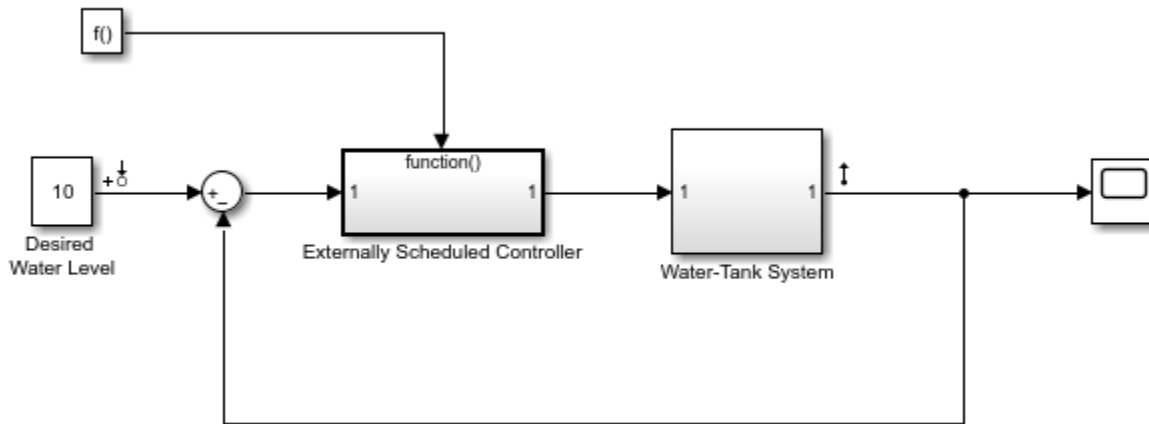 f()
function()
10
+
_
1
1
1
1
Desired
Water Level
Externally Scheduled Controller
Water-Tank System